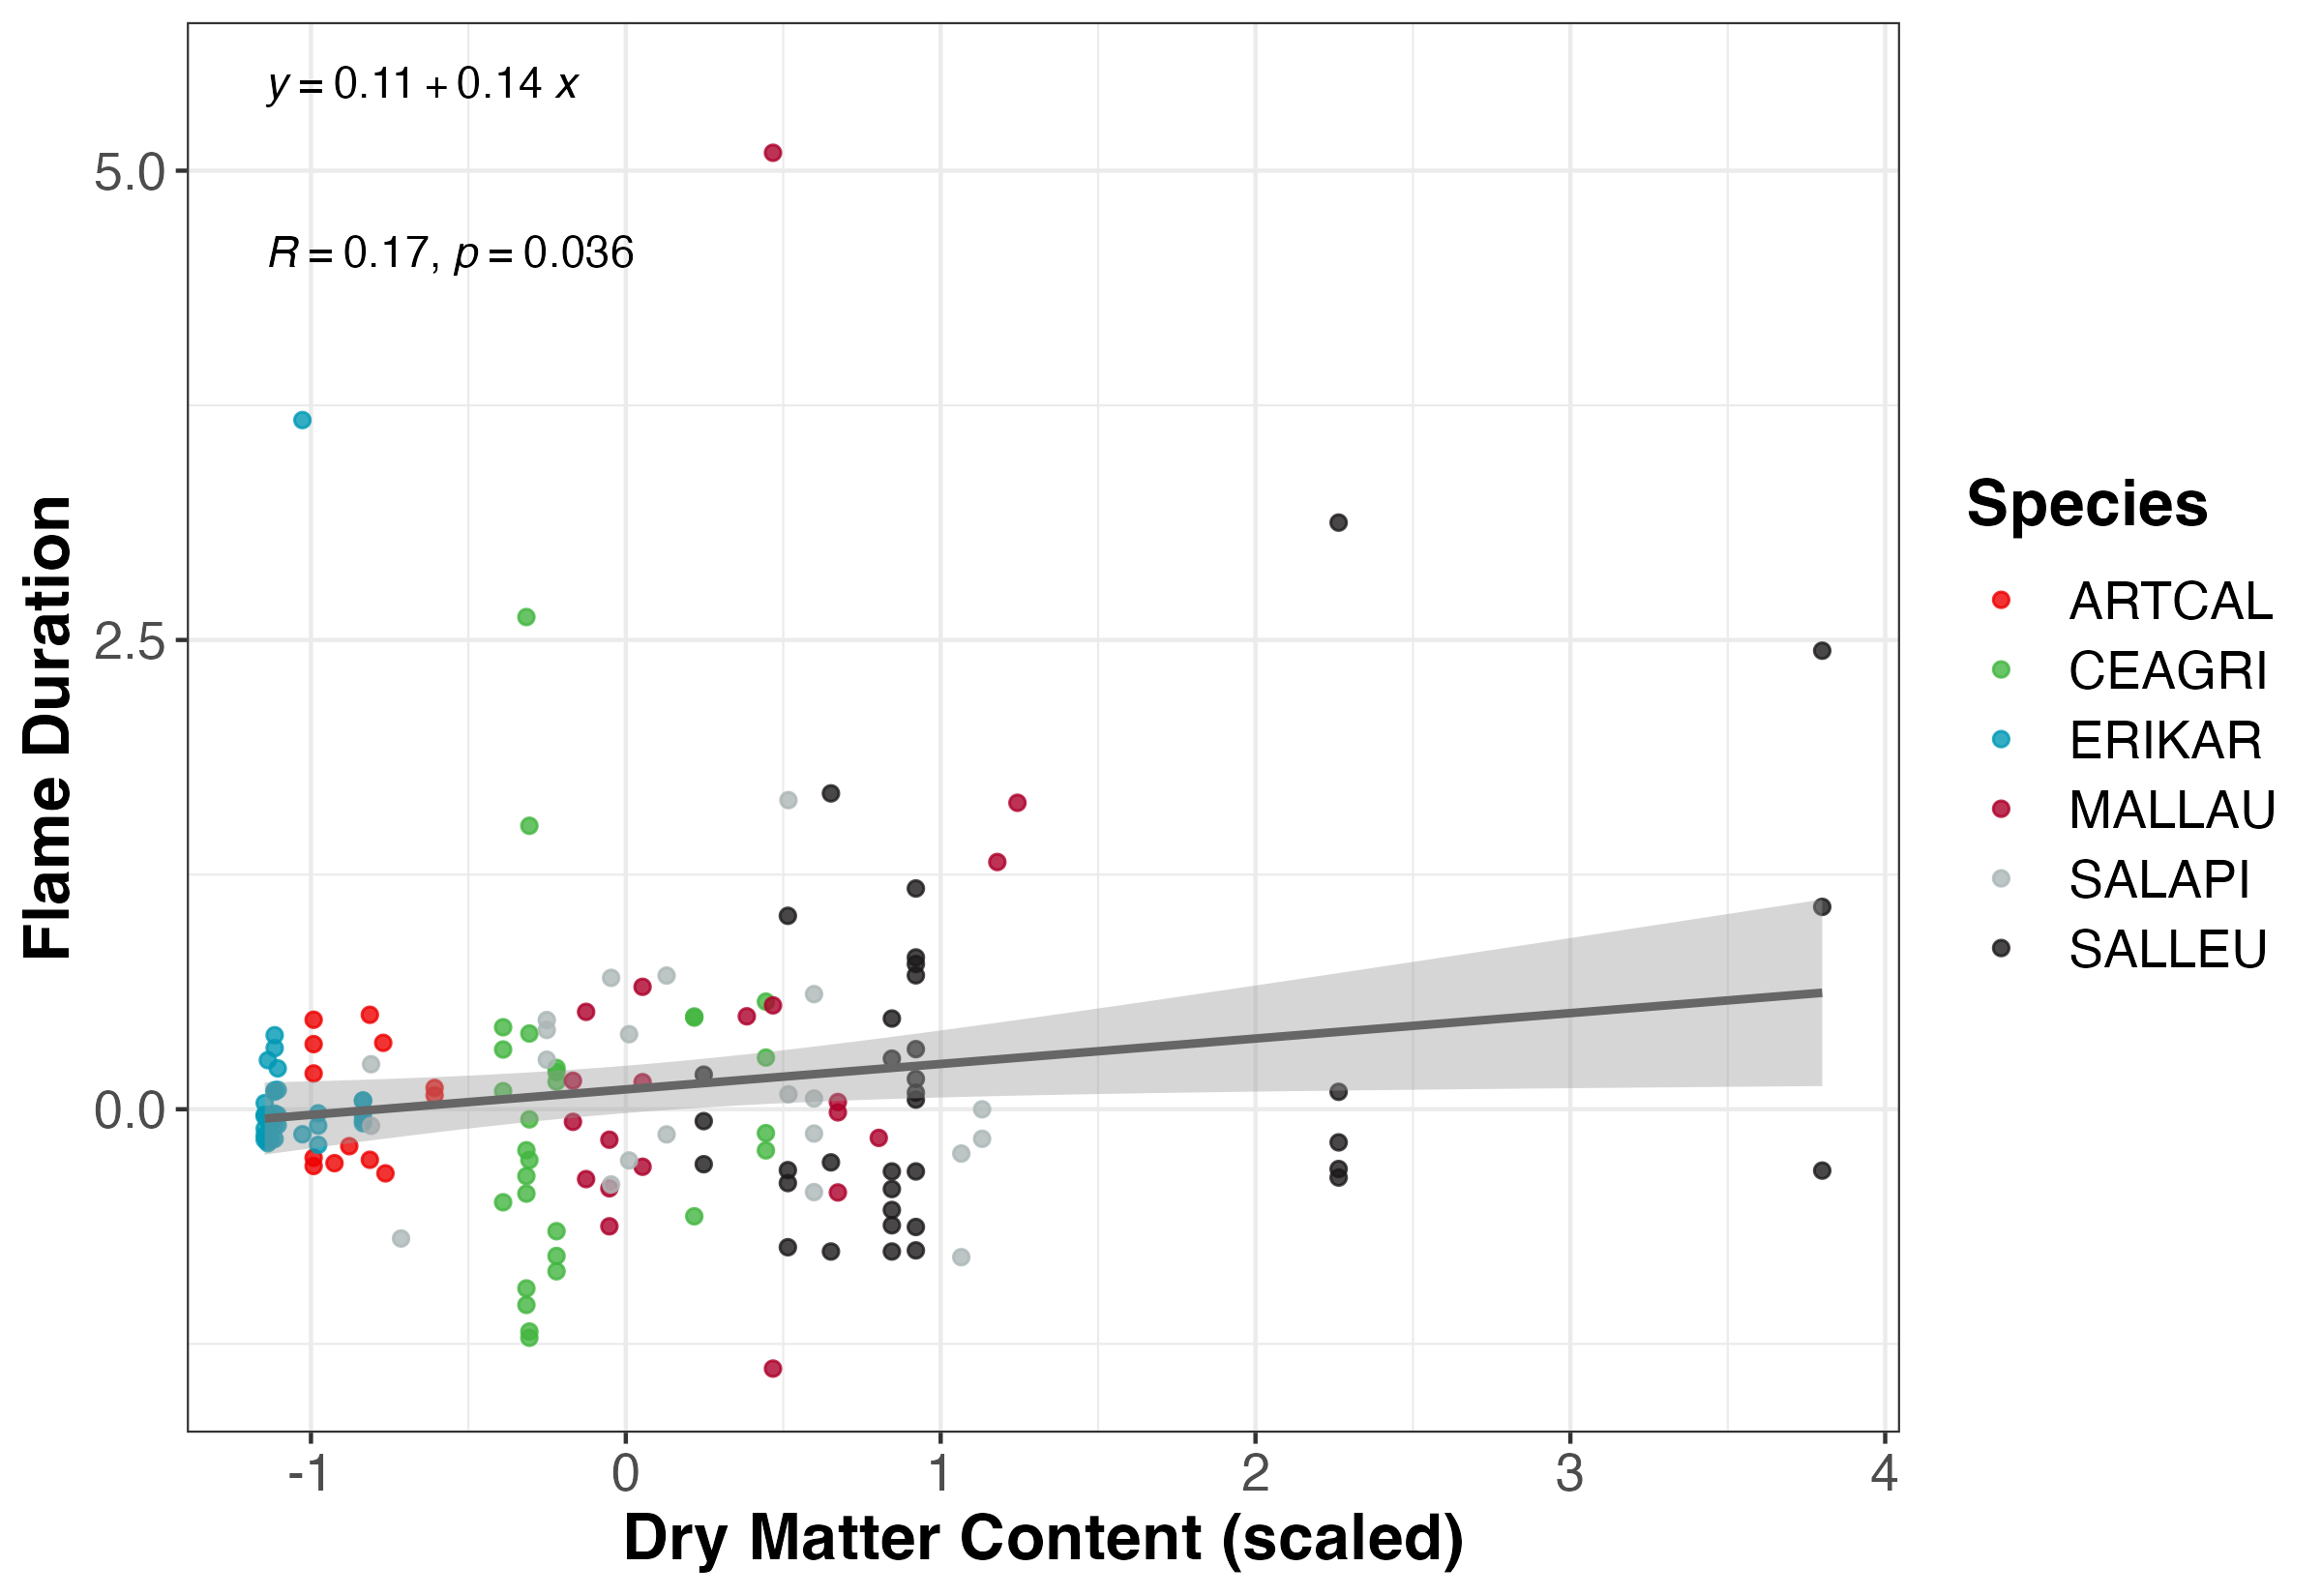 y = 0.11 + 0.14 x
R = 0.17, p = 0.036
Flame Duration
5.0
2.5
0.0
-1 0 1 2 3 4
Dry Matter Content (scaled)
Species
ARTCAL
CEAGRI
ERIKAR
MALLAU
SALAPI
SALLEU